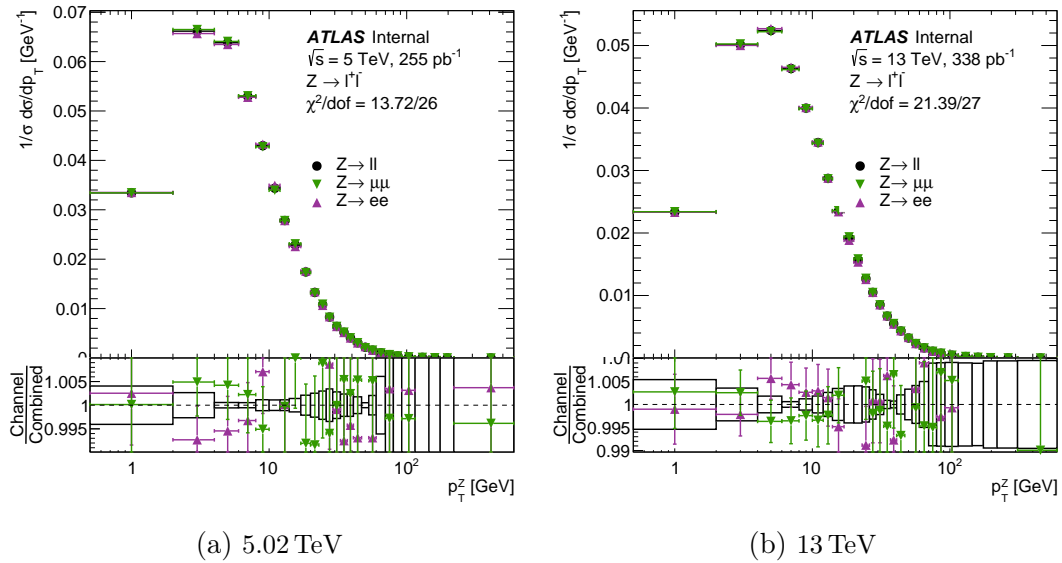 1/σ dσ/dp_T [GeV⁻¹]
0.07
0.06
0.05
0.04
0.03
0.02
0.01
0
ATLAS Internal
√s = 5 TeV, 255 pb⁻¹
Z → l⁺l⁻
χ²/dof = 13.72/26
Z→ ll
Z→ μμ
Z→ ee
Channel
Combined
1.005
1
0.995
1
10
10²
p_T^Z [GeV]
(a) 5.02 TeV
1/σ dσ/dp_T [GeV⁻¹]
0.05
0.04
0.03
0.02
0.01
ATLAS Internal
√s = 13 TeV, 338 pb⁻¹
Z → l⁺l⁻
χ²/dof = 21.39/27
Z→ ll
Z→ μμ
Z→ ee
Channel
Combined
1.005
1
0.995
0.99
1
10
10²
p_T^Z [GeV]
(b) 13 TeV